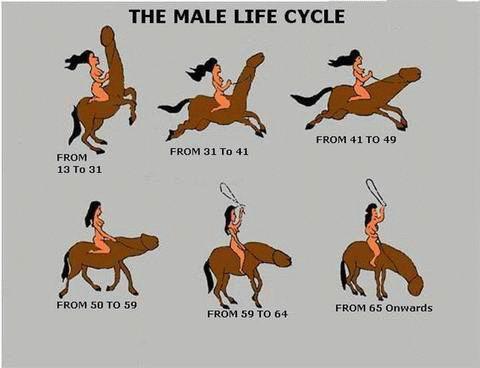 THE MALE LIFE CYCLE
FROM
13 To 31
FROM 31 To 41
FROM 41 TO 49
FROM 50 TO 59
FROM 59 TO 64
FROM 65 Onwards